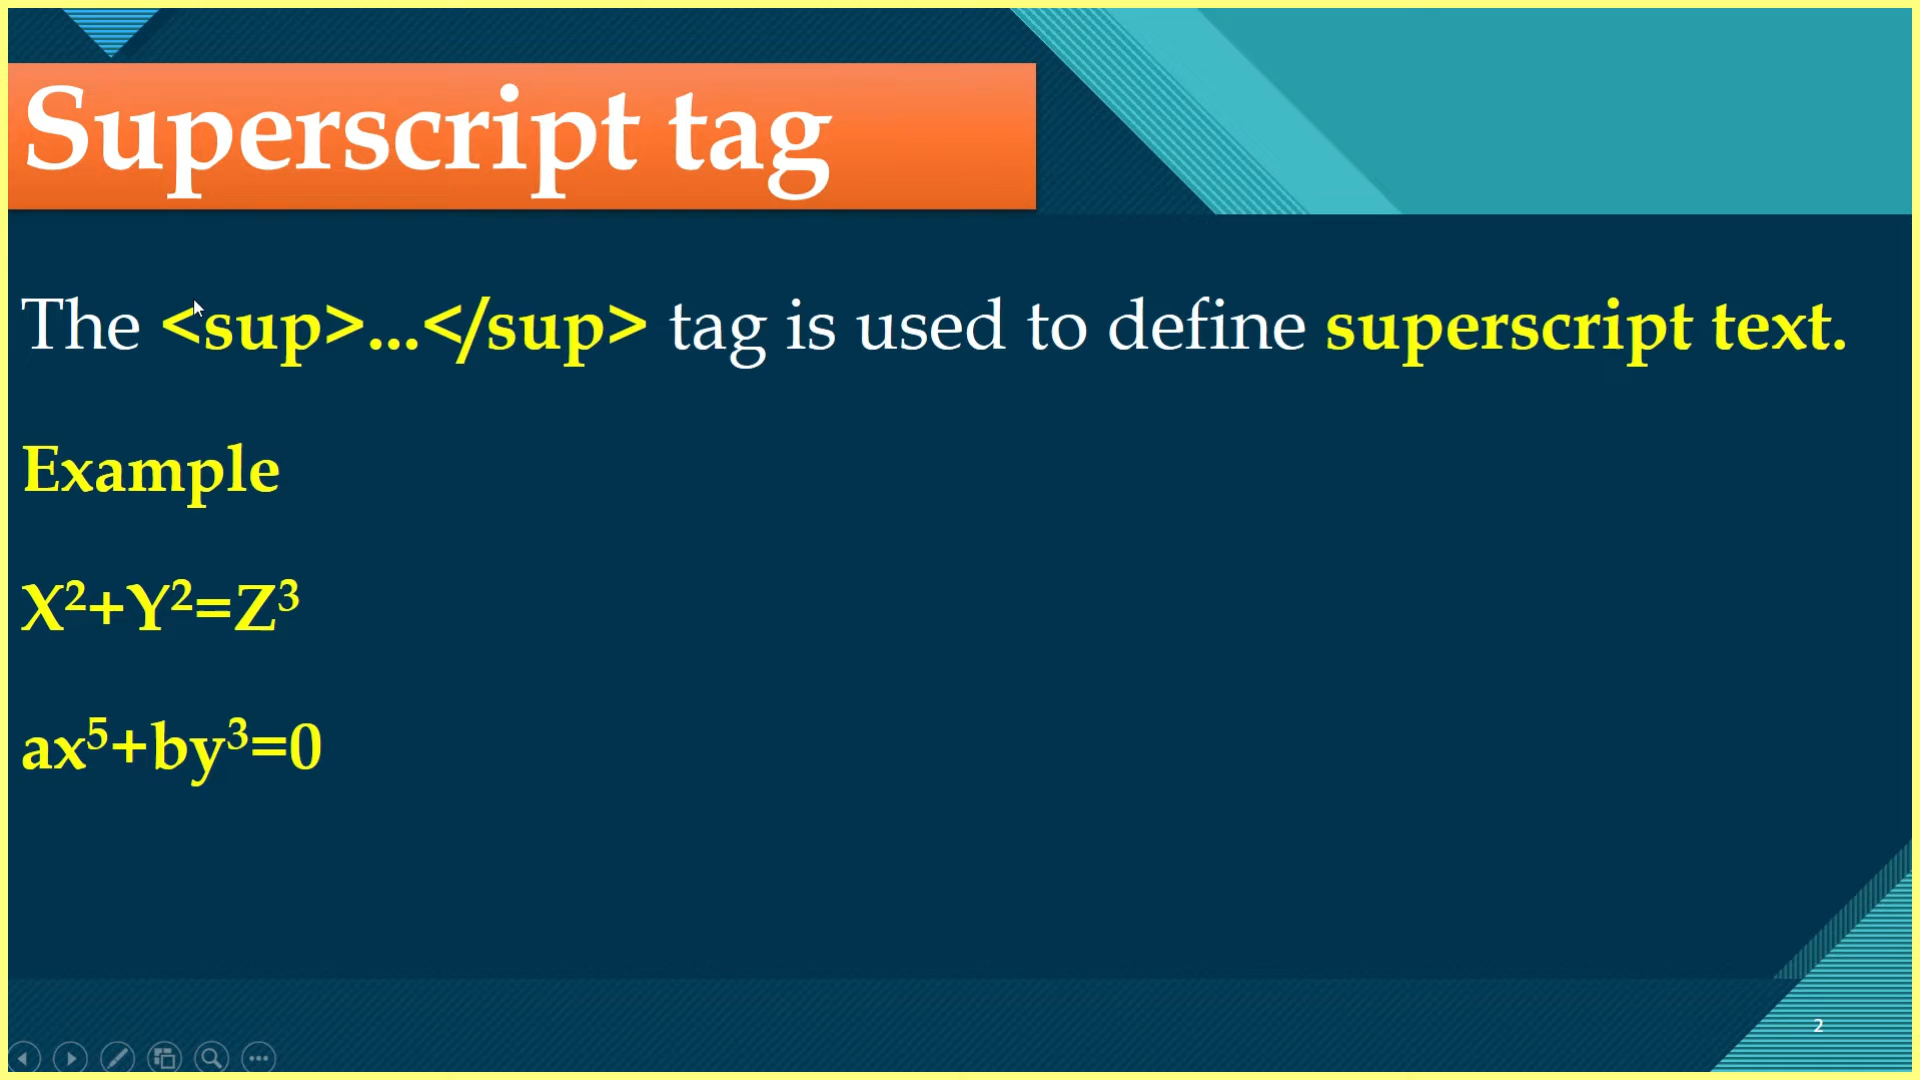 Superscript tag
The <sup>...</sup> tag is used to define superscript text.
Example
X²+Y²=Z³
ax⁵+by³=0
2